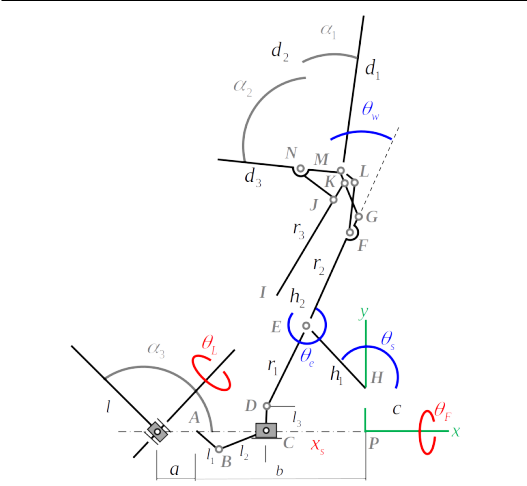 α₁
d₂
d₁
α₂
θw
N M L
K
d₃
J
G
r₃
F
r₂
I
h₂
E
y
θL
α₃
θc
θs
r₁
h₁
H
l
A
D
l₃
c
θF
C
xₛ
P
x
l₁
B
l₂
a
b